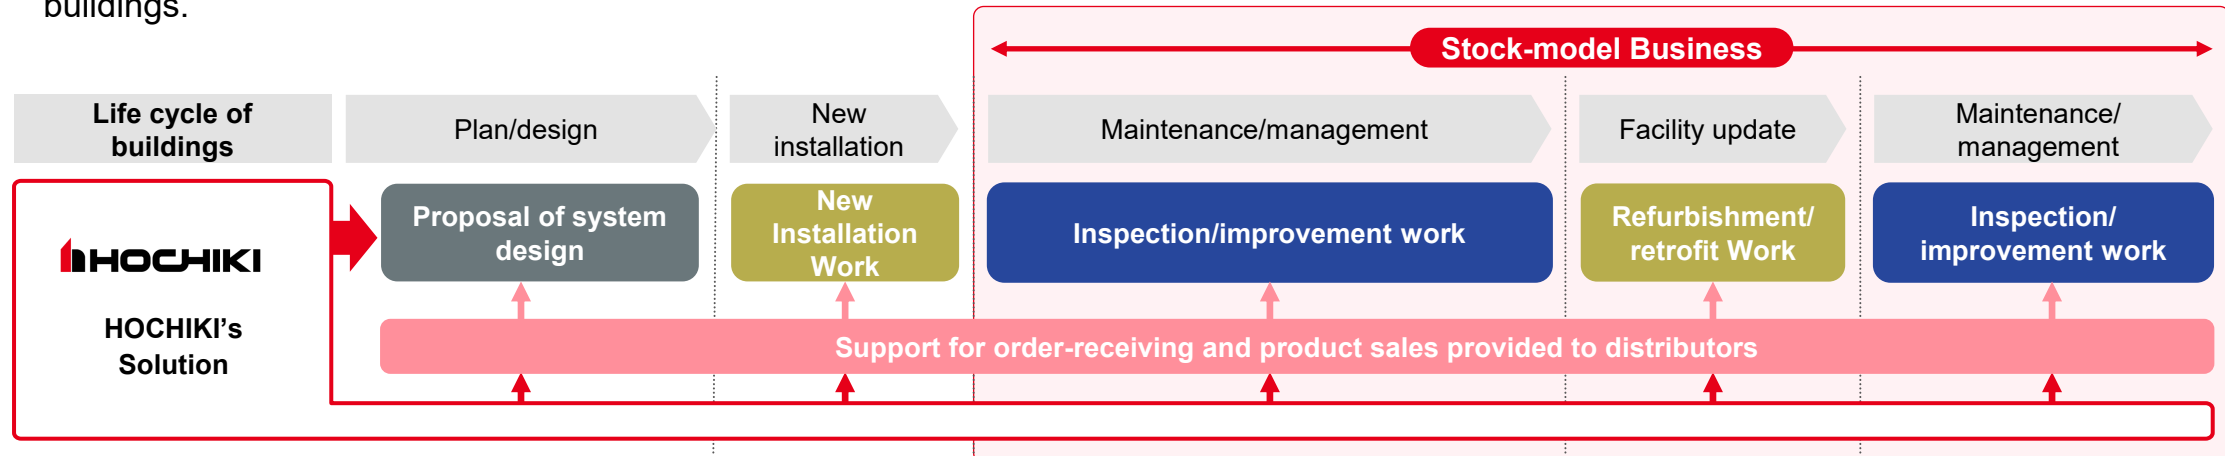 buildings.
Stock-model Business
Life cycle of
buildings
Plan/design
New
installation
Maintenance/management
Facility update
Maintenance/
management
HOCHIKI
HOCHIKI's
Solution
Proposal of system
design
New
Installation
Work
Inspection/improvement work
Refurbishment/
retrofit Work
Inspection/
improvement work
Support for order-receiving and product sales provided to distributors